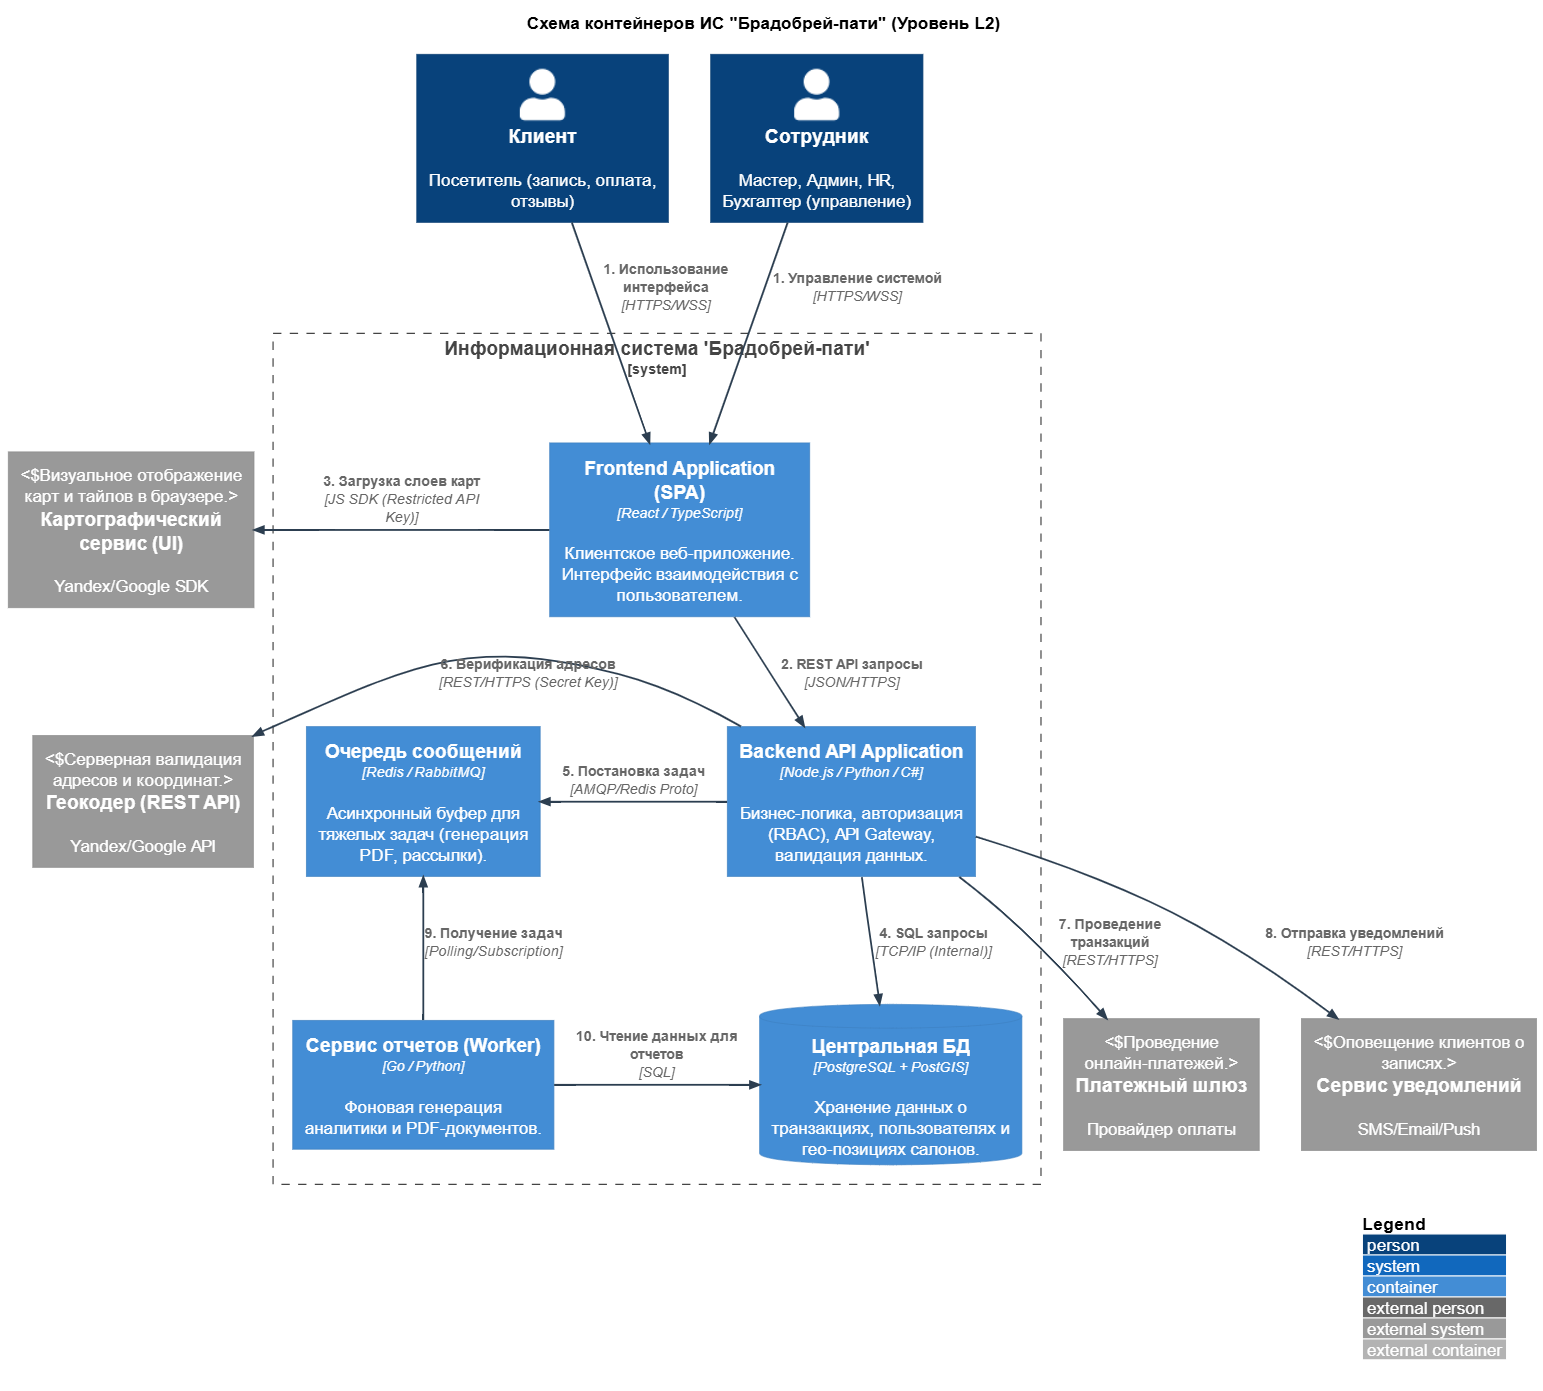 Схема контейнеров ИС "Брадобрей-пати" (Уровень L2)
Клиент
Посетитель (запись, оплата,
отзывы)
Сотрудник
Мастер, Админ, HR,
Бухгалтер (управление)
1. Использование
интерфейса
[HTTPS/WSS]
1. Управление системой
[HTTPS/WSS]
Информационная система 'Брадобрей-пати'
[system]
<$Визуальное отображение
карт и тайлов в браузере.>
Картографический
сервис (UI)
Yandex/Google SDK
3. Загрузка слоев карт
[JS SDK (Restricted API
Key)]
Frontend Application
(SPA)
[React / TypeScript]
Клиентское веб-приложение.
Интерфейс взаимодействия с
пользователем.
6. Верификация адресов
[REST/HTTPS (Secret Key)]
2. REST API запросы
[JSON/HTTPS]
<$Серверная валидация
адресов и координат.>
Геокодер (REST API)
Yandex/Google API
Очередь сообщений
[Redis / RabbitMQ]
Асинхронный буфер для
тяжелых задач (генерация
PDF, рассылки).
5. Постановка задач
[AMQP/Redis Proto]
Backend API Application
[Node.js / Python / C#]
Бизнес-логика, авторизация
(RBAC), API Gateway,
валидация данных.
9. Получение задач
[Polling/Subscription]
4. SQL запросы
[TCP/IP (Internal)]
7. Проведение
транзакций
[REST/HTTPS]
8. Отправка уведомлений
[REST/HTTPS]
Сервис отчетов (Worker)
[Go / Python]
Фоновая генерация
аналитики и PDF-документов.
10. Чтение данных для
отчетов
[SQL]
Центральная БД
[PostgreSQL + PostGIS]
Хранение данных о
транзакциях, пользователях и
гео-позициях салонов.
<$Проведение
онлайн-платежей.>
Платежный шлюз
Провайдер оплаты
<$Оповещение клиентов о
записях.>
Сервис уведомлений
SMS/Email/Push
Legend
person
system
container
external person
external system
external container